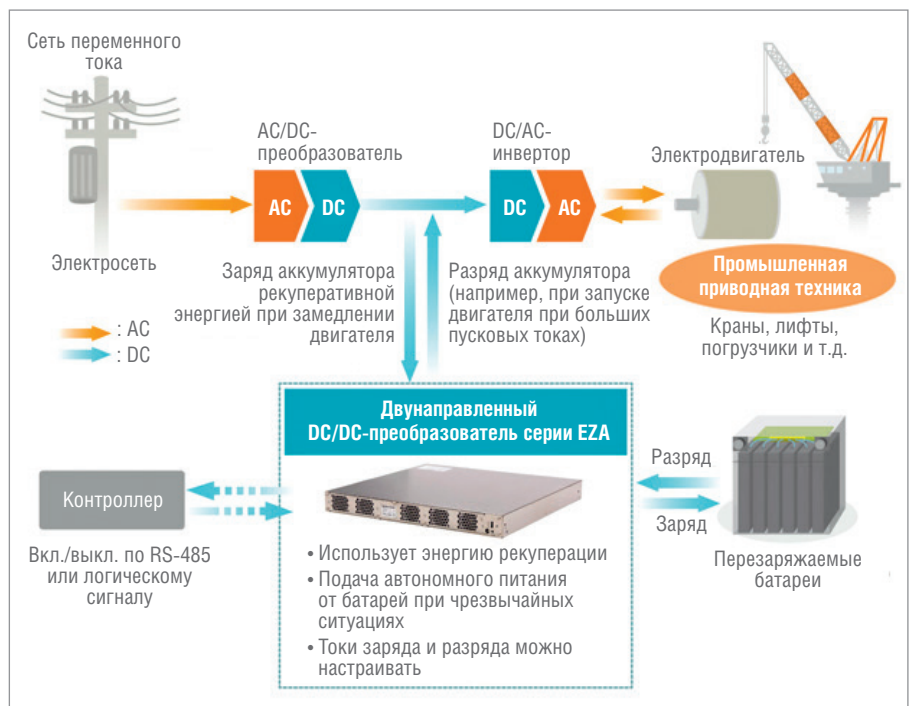 Сеть переменного
тока
AC/DC-
преобразователь
DC/AC-
инвертор
Электродвигатель
AC
DC
DC
AC
Электросеть
Заряд аккумулятора
рекуперативной
энергией при замедлении
двигателя
Разряд аккумулятора
(например, при запуске
двигателя при больших
пусковых токах)
Промышленная
приводная техника
Краны, лифты,
погрузчики и т.д.
: AC
: DC
Двунаправленный
DC/DC-преобразователь серии EZA
Контроллер
Вкл./выкл. по RS-485
или логическому
сигналу
• Использует энергию рекуперации
• Подача автономного питания
от батарей при чрезвычайных
ситуациях
• Токи заряда и разряда можно
настраивать
Разряд
Заряд
Перезаряжаемые
батареи